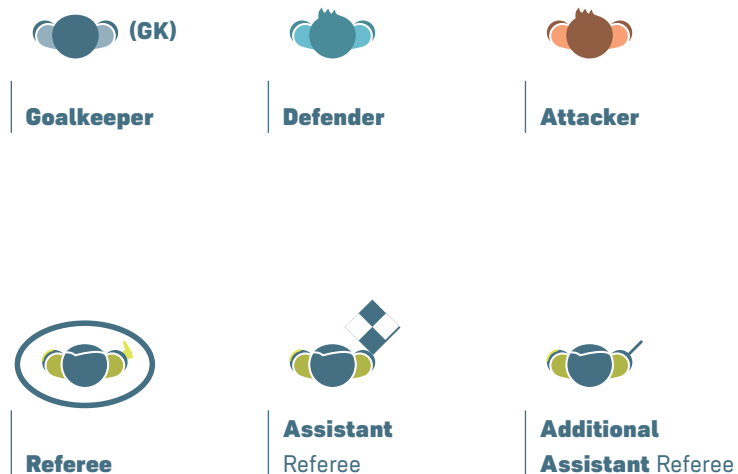 (GK)
Goalkeeper
Defender
Attacker
Referee
Assistant
Referee
Additional
Assistant Referee